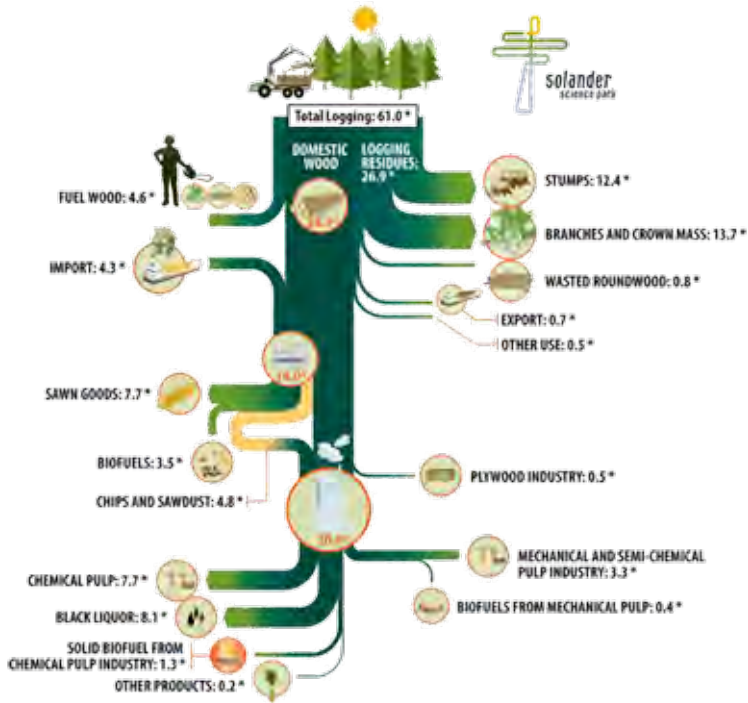 solander
science park
Total Logging: 61.0 *
DOMESTIC
WOOD
LOGGING
RESIDUES:
26.9 *
FUEL WOOD: 4.6 *
STUMPS: 12.4 *
BRANCHES AND CROWN MASS: 13.7 *
IMPORT: 4.3 *
WASTED ROUNDWOOD: 0.8 *
EXPORT: 0.7 *
OTHER USE: 0.5 *
SAWN GOODS: 7.7 *
BIOFUELS: 3.5 *
CHIPS AND SAWDUST: 4.8 *
PLYWOOD INDUSTRY: 0.5 *
MECHANICAL AND SEMI-CHEMICAL
PULP INDUSTRY: 3.3 *
CHEMICAL PULP: 7.7 *
BIOFUELS FROM MECHANICAL PULP: 0.4 *
BLACK LIQUOR: 8.1 *
SOLID BIOFUEL FROM
CHEMICAL PULP INDUSTRY: 1.3 *
OTHER PRODUCTS: 0.2 *